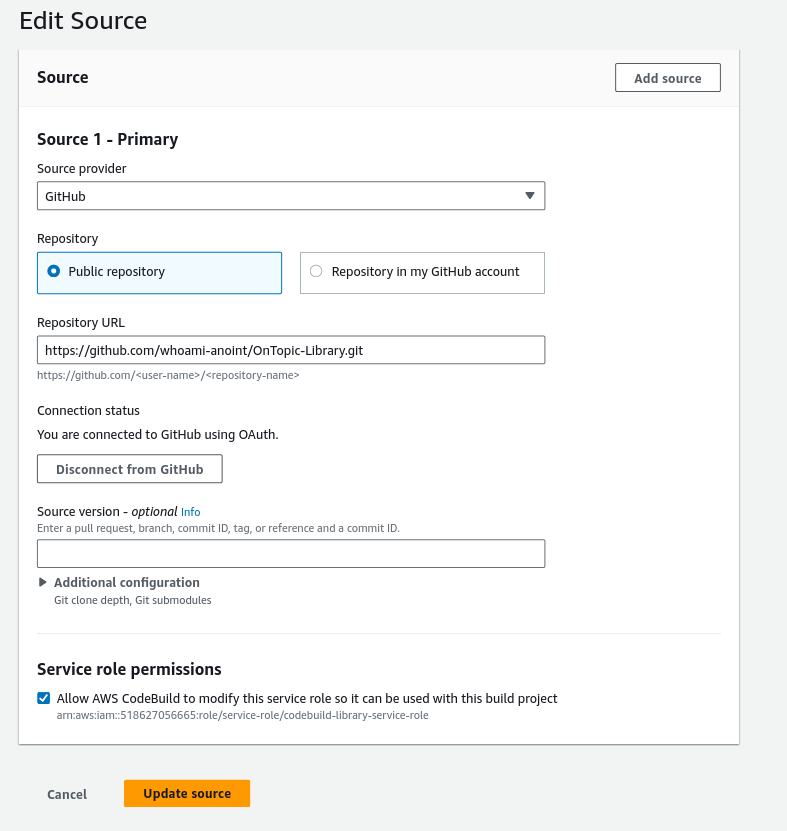 Edit Source
Source
Add source
Source 1 - Primary
Source provider
GitHub
Repository
Public repository
Repository in my GitHub account
Repository URL
https://github.com/whoami-anoint/OnTopic-Library.git
https://github.com/<user-name>/<repository-name>
Connection status
You are connected to GitHub using OAuth.
Disconnect from GitHub
Source version - optional Info
Enter a pull request, branch, commit ID, tag, or reference and a commit ID.
Additional configuration
Git clone depth, Git submodules
Service role permissions
Allow AWS CodeBuild to modify this service role so it can be used with this build project
arn:aws:iam::518627056665:role/service-role/codebuild-library-service-role
Cancel
Update source